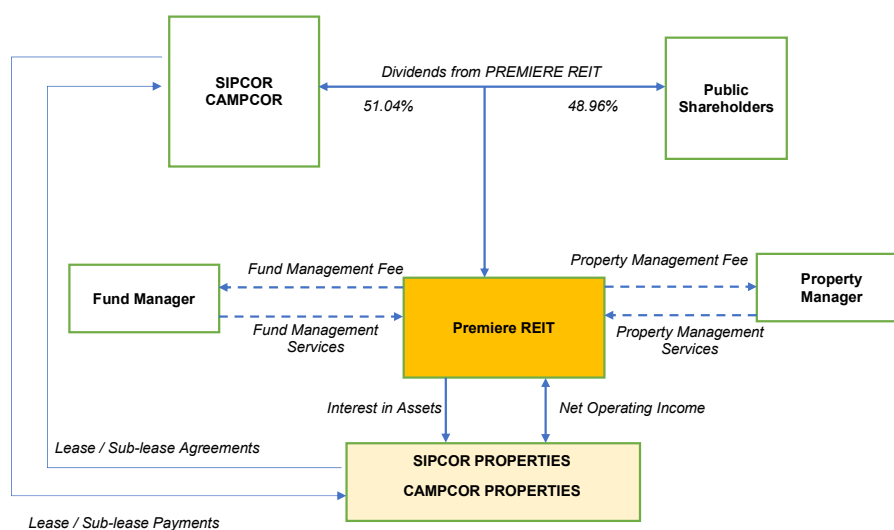 SIPCOR
CAMPCOR
Dividends from PREMIERE REIT
51.04%
48.96%
Public
Shareholders
Fund Manager
Fund Management Fee
Fund Management
Services
Premiere REIT
Property Management Fee
Property Management
Services
Property
Manager
Interest in Assets
Net Operating Income
Lease / Sub-lease Agreements
SIPCOR PROPERTIES
CAMPCOR PROPERTIES
Lease / Sub-lease Payments